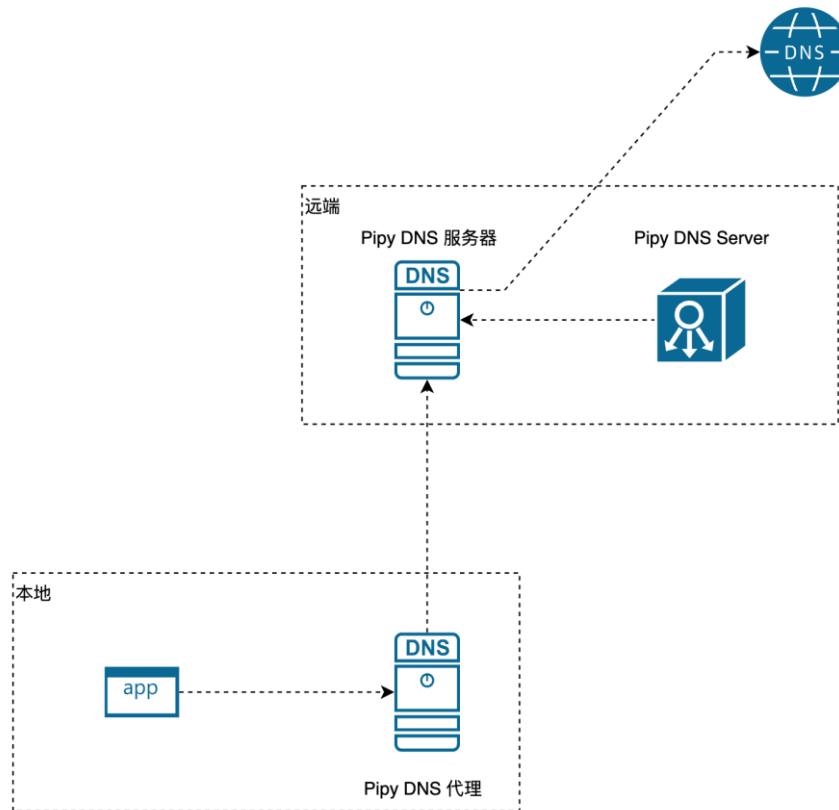 DNS
远端
Pipy DNS 服务器
Pipy DNS Server
DNS
本地
DNS
app
Pipy DNS 代理